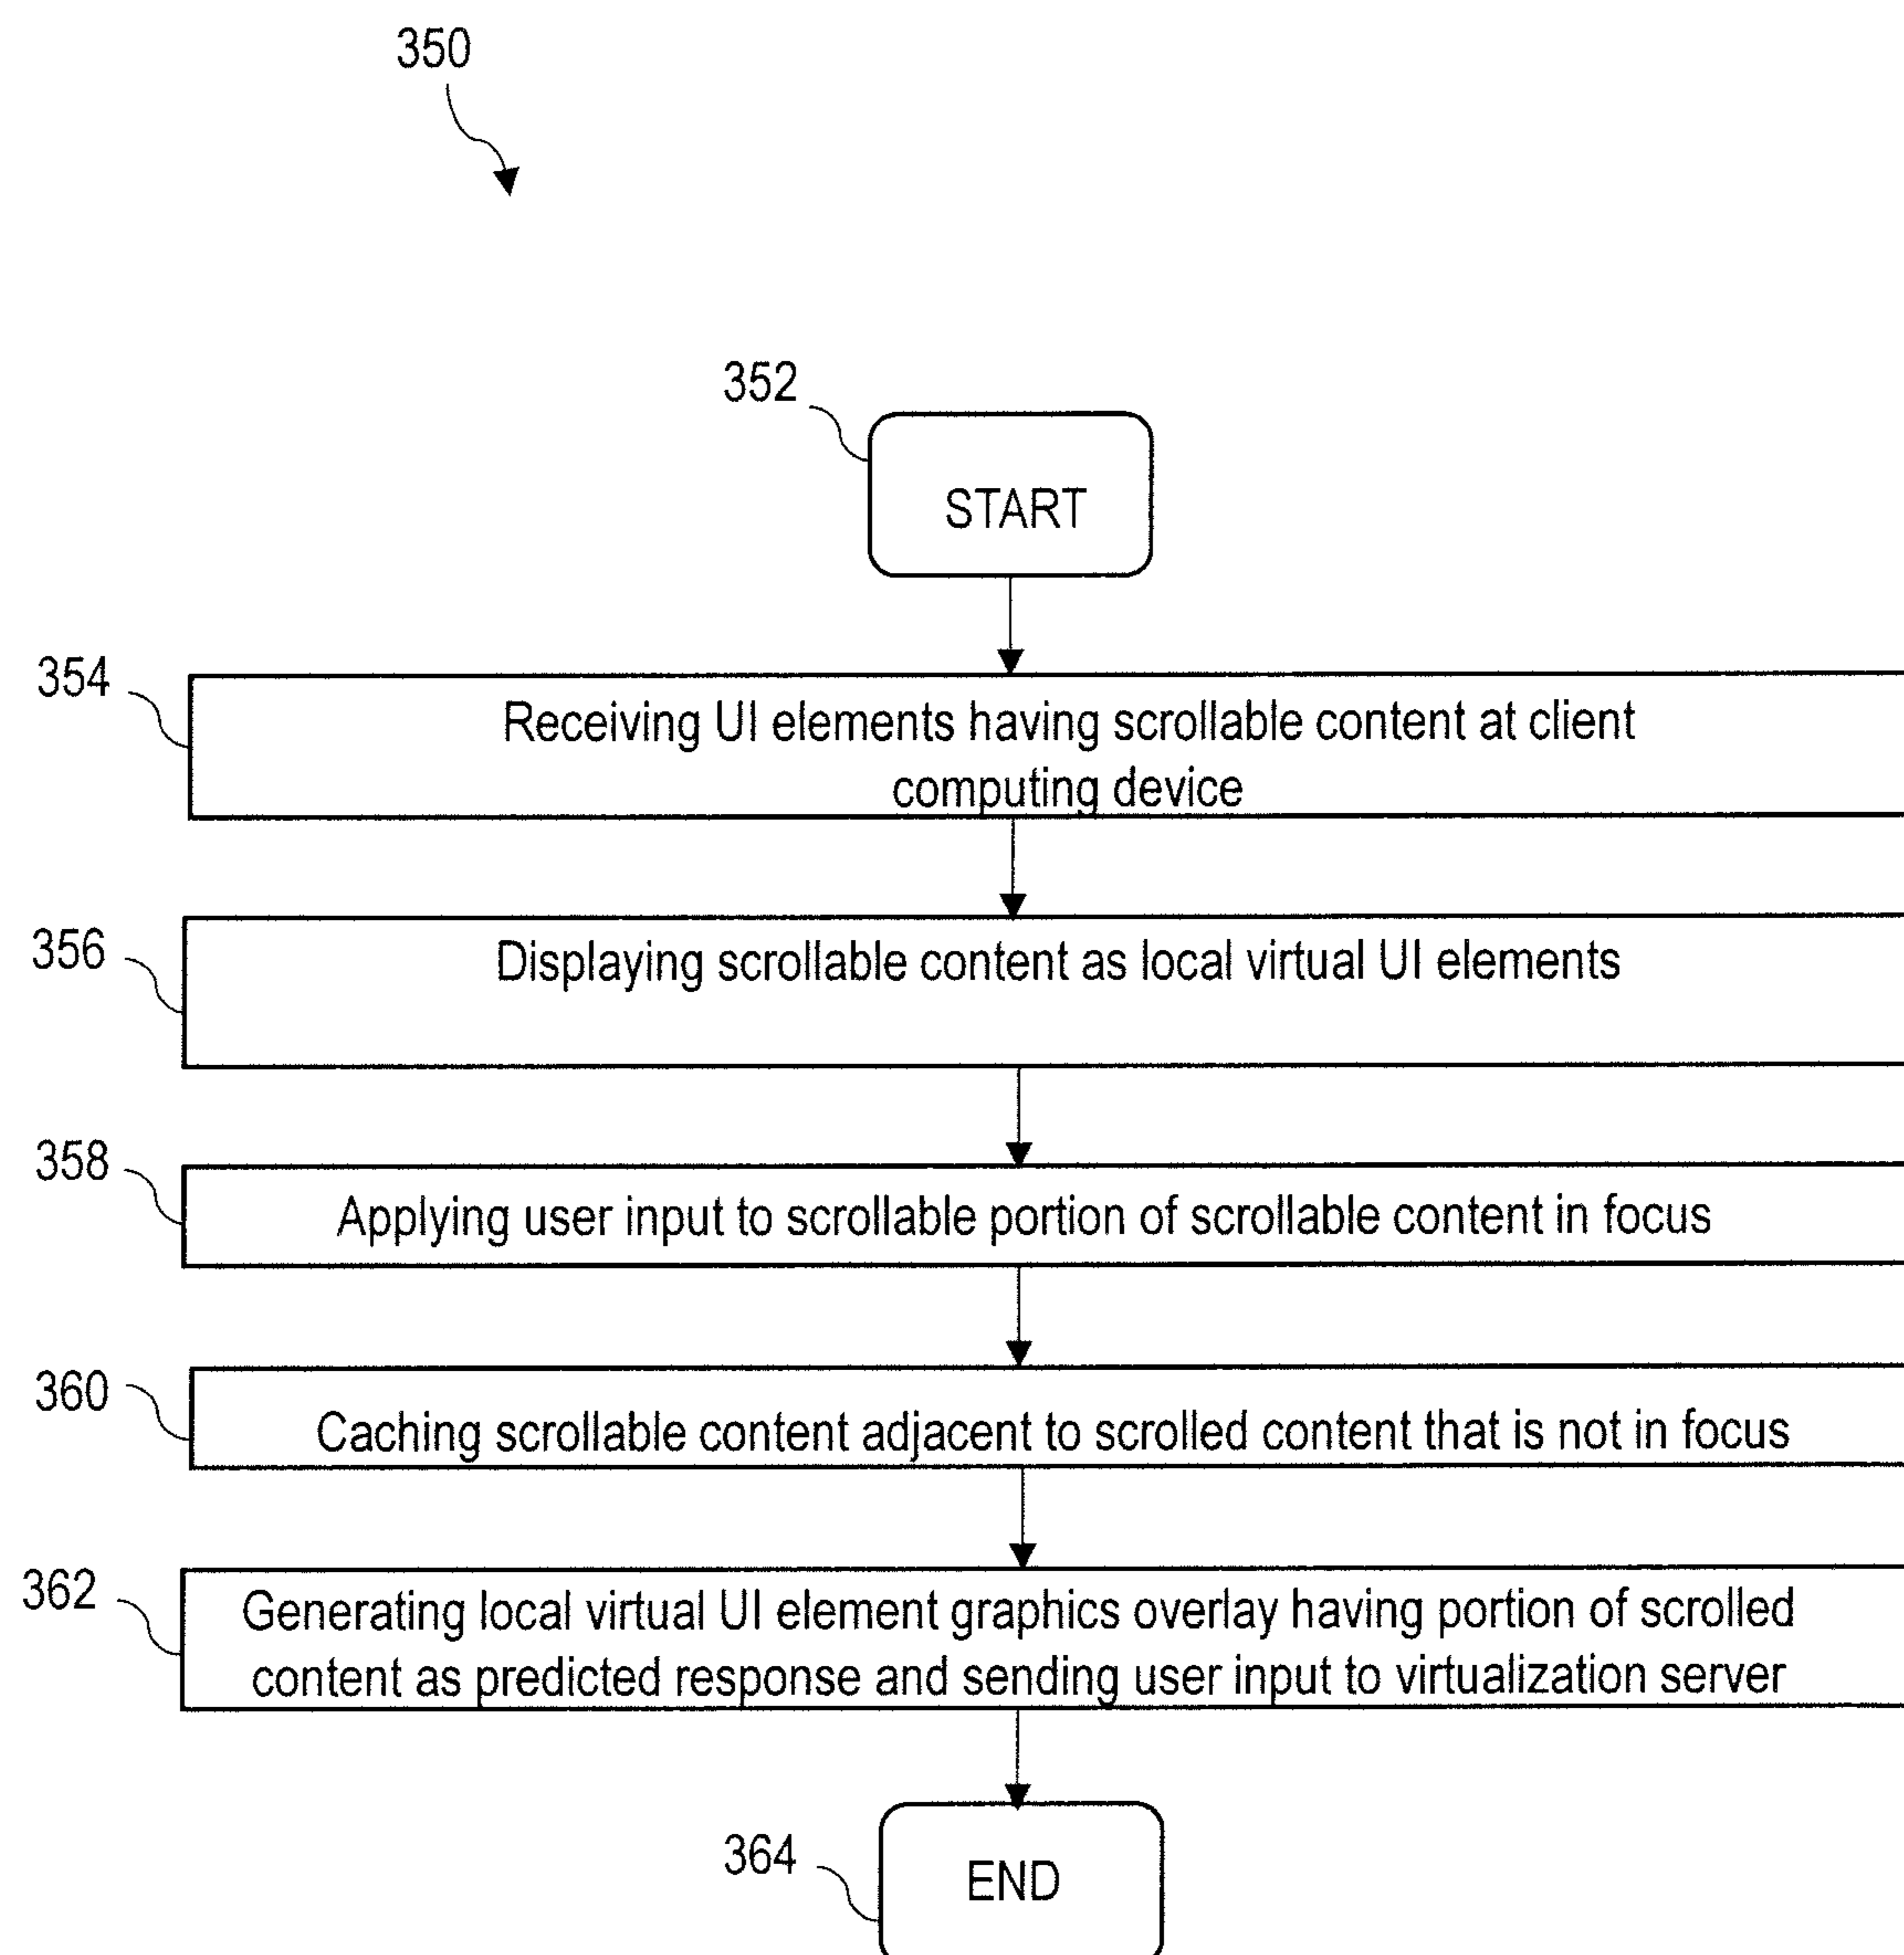 350
352
START
354
Receiving UI elements having scrollable content at client
computing device
356
Displaying scrollable content as local virtual UI elements
358
Applying user input to scrollable portion of scrollable content in focus
360
Caching scrollable content adjacent to scrolled content that is not in focus
362
Generating local virtual UI element graphics overlay having portion of scrolled
content as predicted response and sending user input to virtualization server
364
END